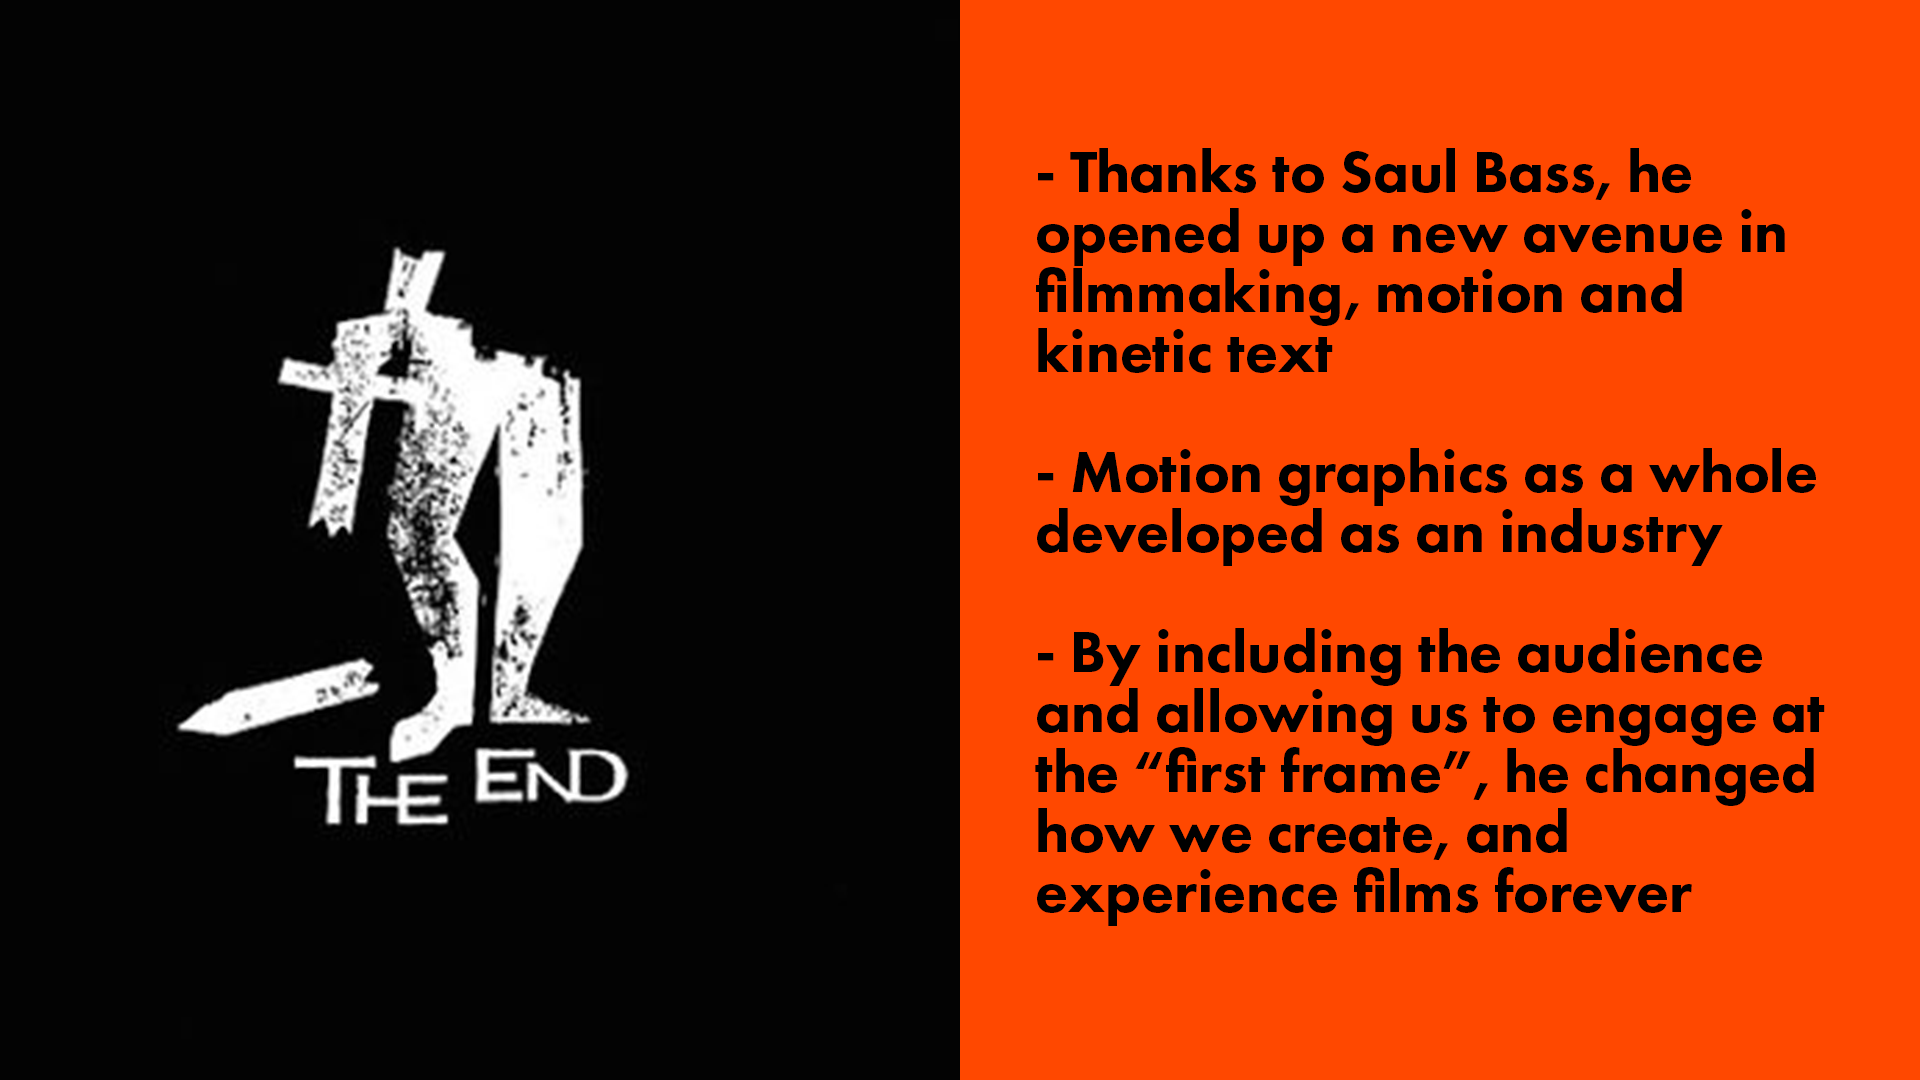 THE END
- Thanks to Saul Bass, he
opened up a new avenue in
filmmaking, motion and
kinetic text
- Motion graphics as a whole
developed as an industry
- By including the audience
and allowing us to engage at
the “first frame”, he changed
how we create, and
experience films forever